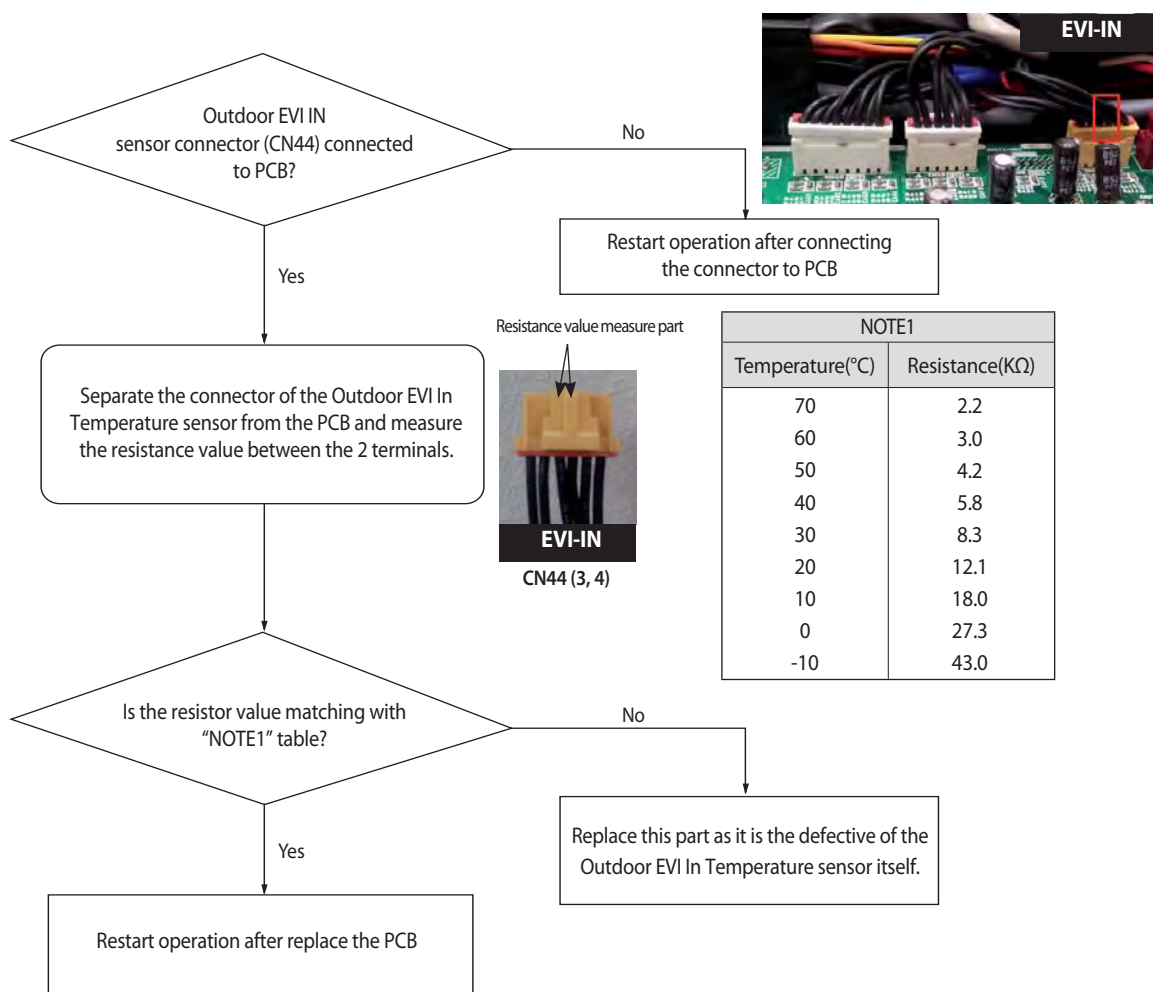 EVI-IN
Outdoor EVI IN
sensor connector (CN44) connected
to PCB?
No
Restart operation after connecting
the connector to PCB
Yes
Resistance value measure part
Separate the connector of the Outdoor EVI In
Temperature sensor from the PCB and measure
the resistance value between the 2 terminals.
EVI-IN
CN44 (3, 4)
NOTE1
Temperature(°C) Resistance(KΩ)
70 2.2
60 3.0
50 4.2
40 5.8
30 8.3
20 12.1
10 18.0
0 27.3
-10 43.0
Is the resistor value matching with
“NOTE1” table?
No
Replace this part as it is the defective of the
Outdoor EVI In Temperature sensor itself.
Yes
Restart operation after replace the PCB